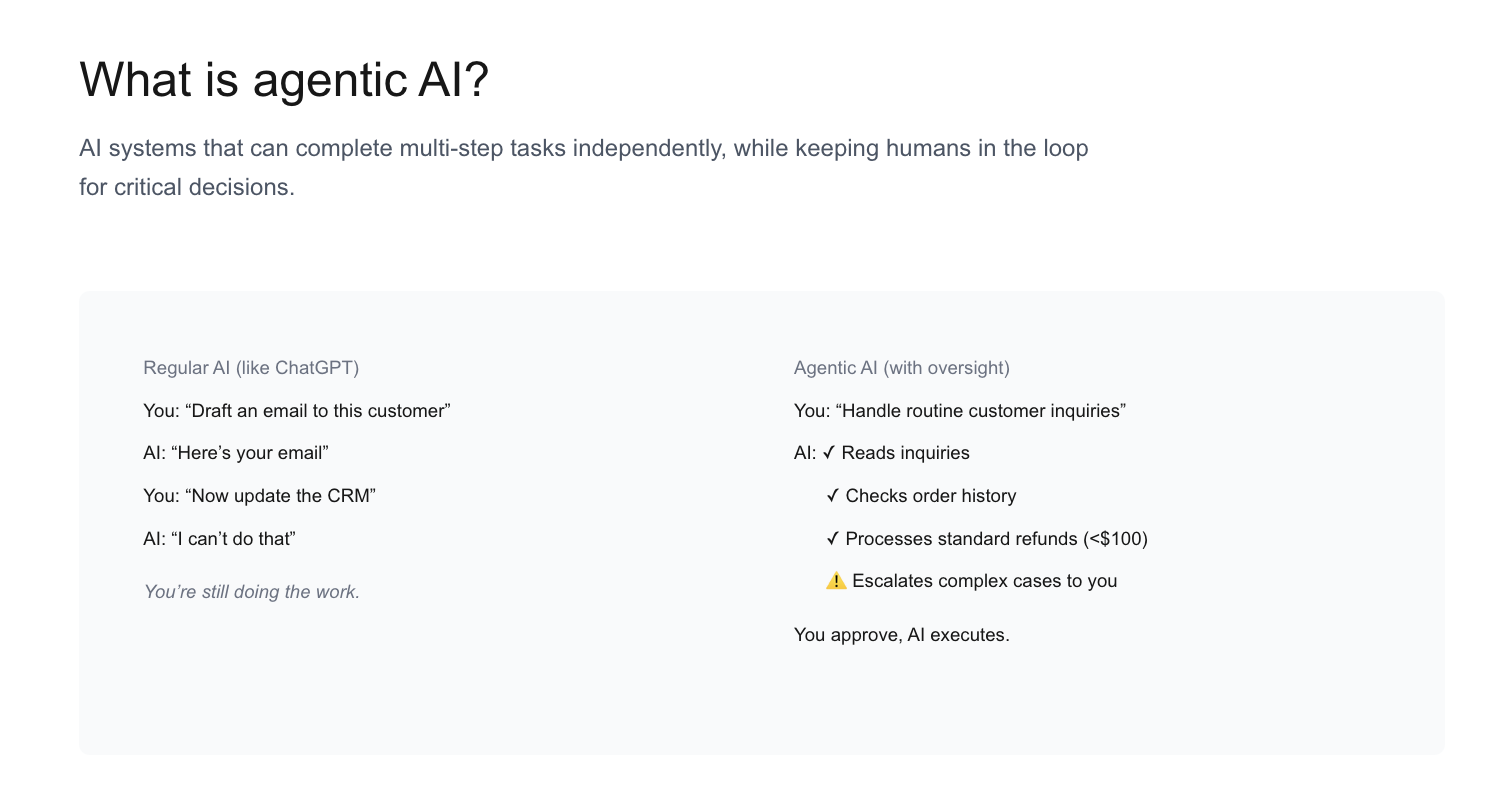 What is agentic AI?
AI systems that can complete multi-step tasks independently, while keeping humans in the loop
for critical decisions.
Regular AI (like ChatGPT)
You: “Draft an email to this customer”
AI: “Here’s your email”
You: “Now update the CRM”
AI: “I can’t do that”
You’re still doing the work.
Agentic AI (with oversight)
You: “Handle routine customer inquiries”
AI: ✓ Reads inquiries
✓ Checks order history
✓ Processes standard refunds (<$100)
⚠️ Escalates complex cases to you
You approve, AI executes.